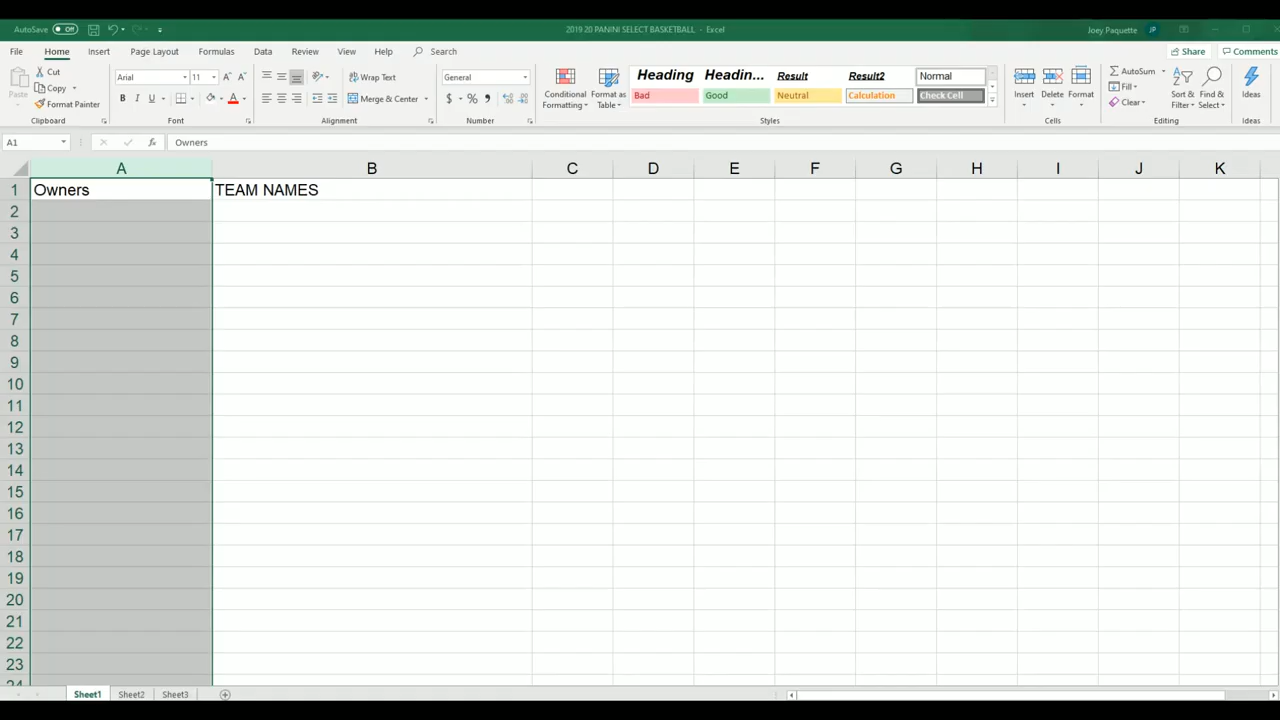 AutoSave Off
2019 20 PANINI SELECT BASKETBALL - Excel
Joey Paquette JP
File Home Insert Page Layout Formulas Data Review View Help Search
Share Comments
Paste
Cut
Copy
Format Painter
Clipboard
Arial 11
B I U
Font
Wrap Text
Merge & Center
Alignment
General
$ % ,
Number
Conditional Formatting
Format as Table
Heading Headin... Result Result2 Normal
Bad Good Neutral Calculation Check Cell
Styles
Insert Delete Format
Cells
AutoSum
Fill
Clear
Sort & Filter
Find & Select
Editing
Ideas
Ideas
A1 fx Owners
A B C D E F G H I J K
1 Owners TEAM NAMES
2
3
4
5
6
7
8
9
10
11
12
13
14
15
16
17
18
19
20
21
22
23
24
Sheet1 Sheet2 Sheet3